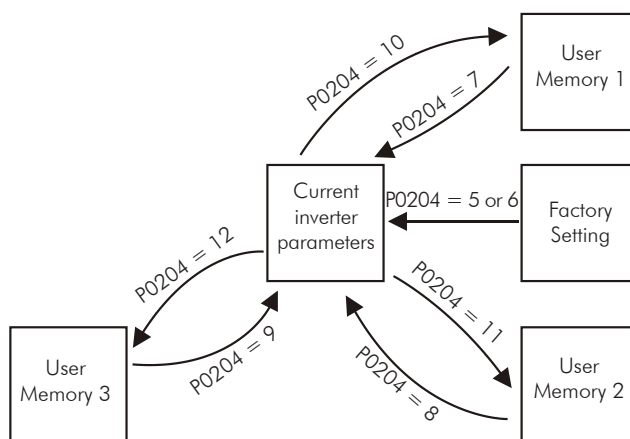 P0204 = 10
User
Memory 1
P0204 = 7
Current
inverter
parameters
P0204 = 5 or 6
Factory
Setting
P0204 = 12
P0204 = 11
User
Memory 3
P0204 = 9
P0204 = 8
User
Memory 2